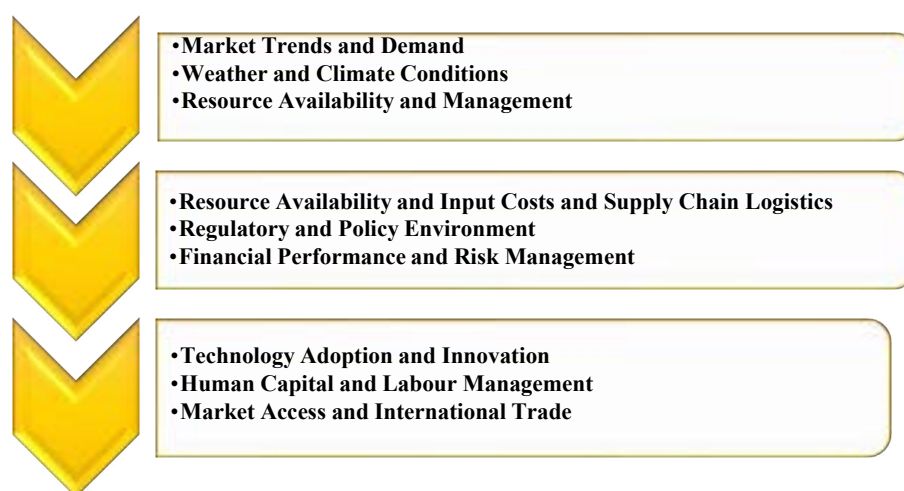 •Market Trends and Demand
•Weather and Climate Conditions
•Resource Availability and Management
•Resource Availability and Input Costs and Supply Chain Logistics
•Regulatory and Policy Environment
•Financial Performance and Risk Management
•Technology Adoption and Innovation
•Human Capital and Labour Management
•Market Access and International Trade